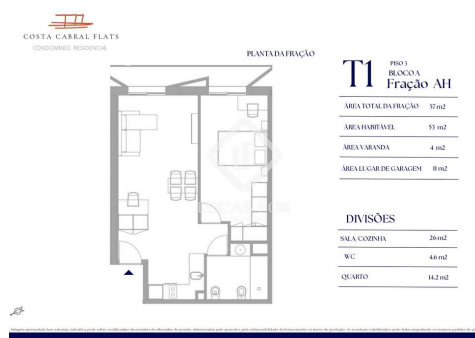 COSTA CABRAL FLATS
CONDOMÍNIO RESIDENCIAL
PLANTA DA FRAÇÃO
T1
PISO 3
BLOCO A
Fração AH
ÁREA TOTAL DA FRAÇÃO 57 m2
ÁREA HABITÁVEL 53 m2
ÁREA VARANDA 4 m2
ÁREA LUGAR DE GARAGEM 11 m2
DIVISÕES
SALA/COZINHA 26 m2
WC 4.6 m2
QUARTO 14.2 m2